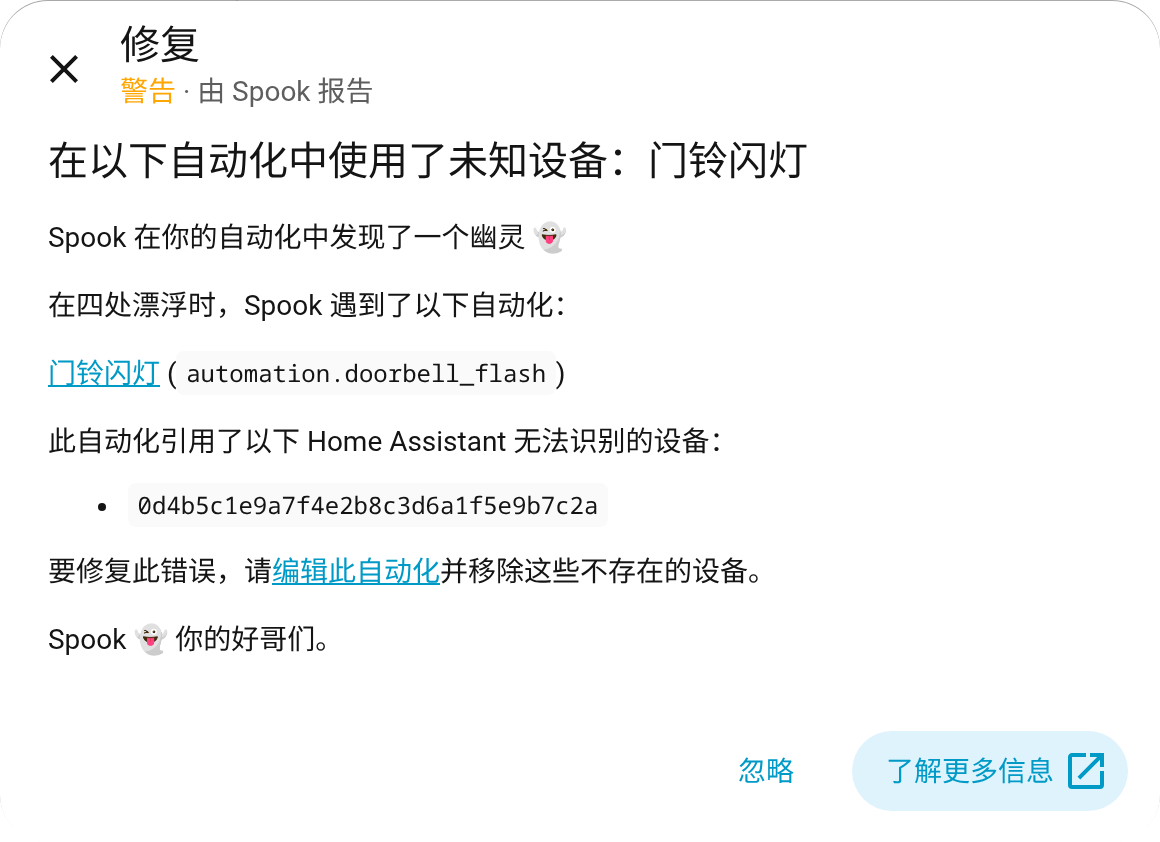 修复
警告 · 由 Spook 报告
在以下自动化中使用了未知设备：门铃闪灯
Spook 在你的自动化中发现了一个幽灵 👻
在四处漂浮时，Spook 遇到了以下自动化：
门铃闪灯 ( automation.doorbell_flash )
此自动化引用了以下 Home Assistant 无法识别的设备：
• 0d4b5c1e9a7f4e2b8c3d6a1f5e9b7c2a
要修复此错误，请编辑此自动化并移除这些不存在的设备。
Spook 👻 你的好哥们。
忽略
了解更多信息